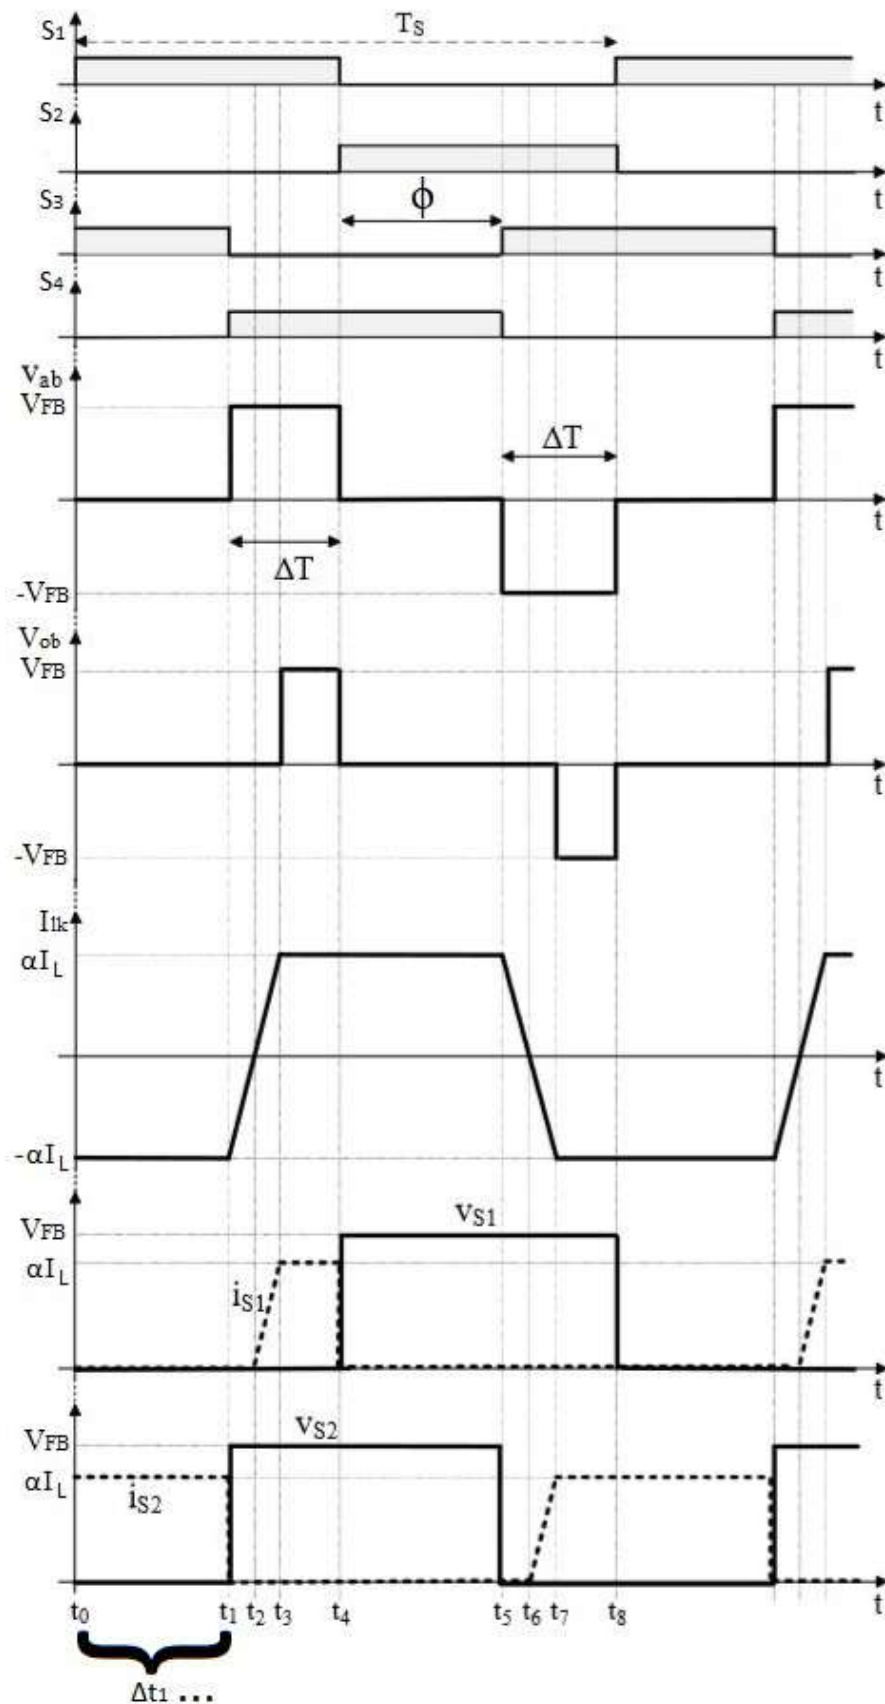 S1
TS
t
S2
t
S3
ϕ
t
S4
t
vab
VFB
ΔT
t
ΔT
-VFB
Vob
VFB
t
-VFB
Ilk
αIL
t
-αIL
VFB
vS1
αIL
iS1
t
VFB
vS2
αIL
iS2
t
t0 t1 t2 t3 t4 t5 t6 t7 t8
Δt1 ...